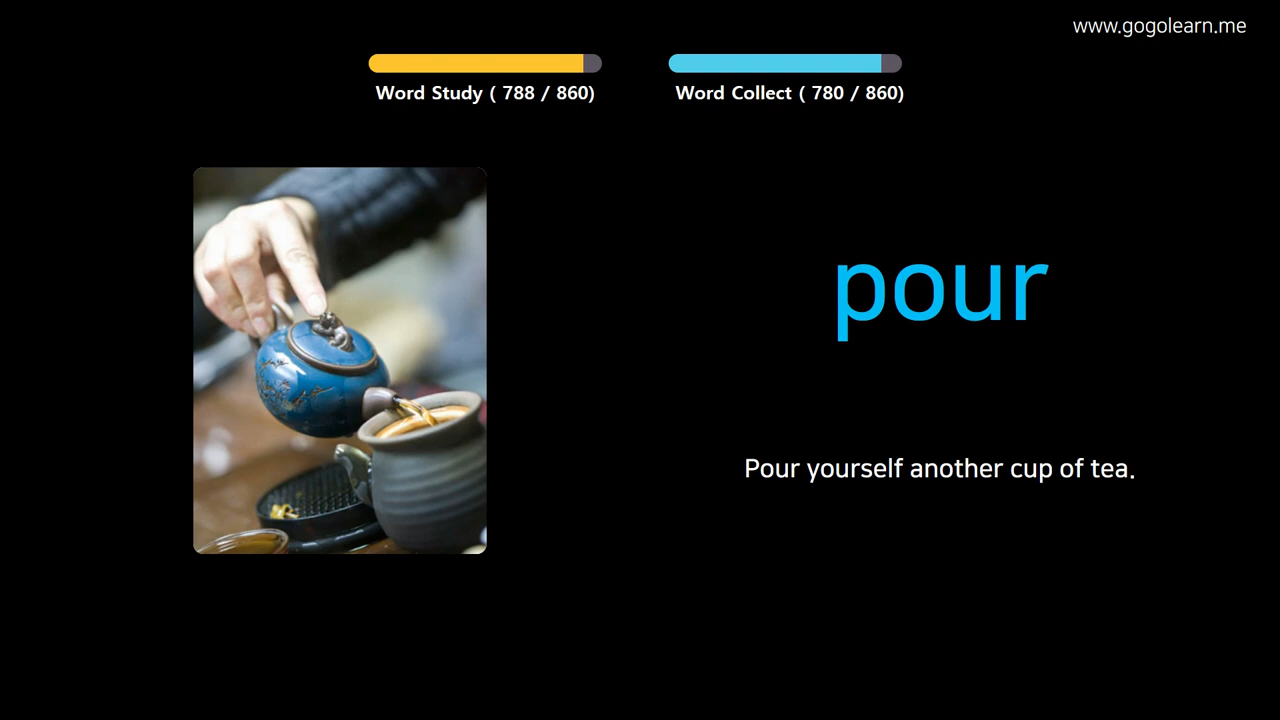 www.gogolearn.me
Word Study ( 788 / 860)
Word Collect ( 780 / 860)
pour
Pour yourself another cup of tea.